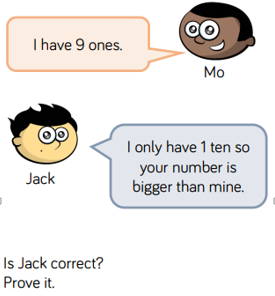 I have 9 ones.
Mo
I only have 1 ten so
your number is
bigger than mine.
Jack
Is Jack correct?
Prove it.